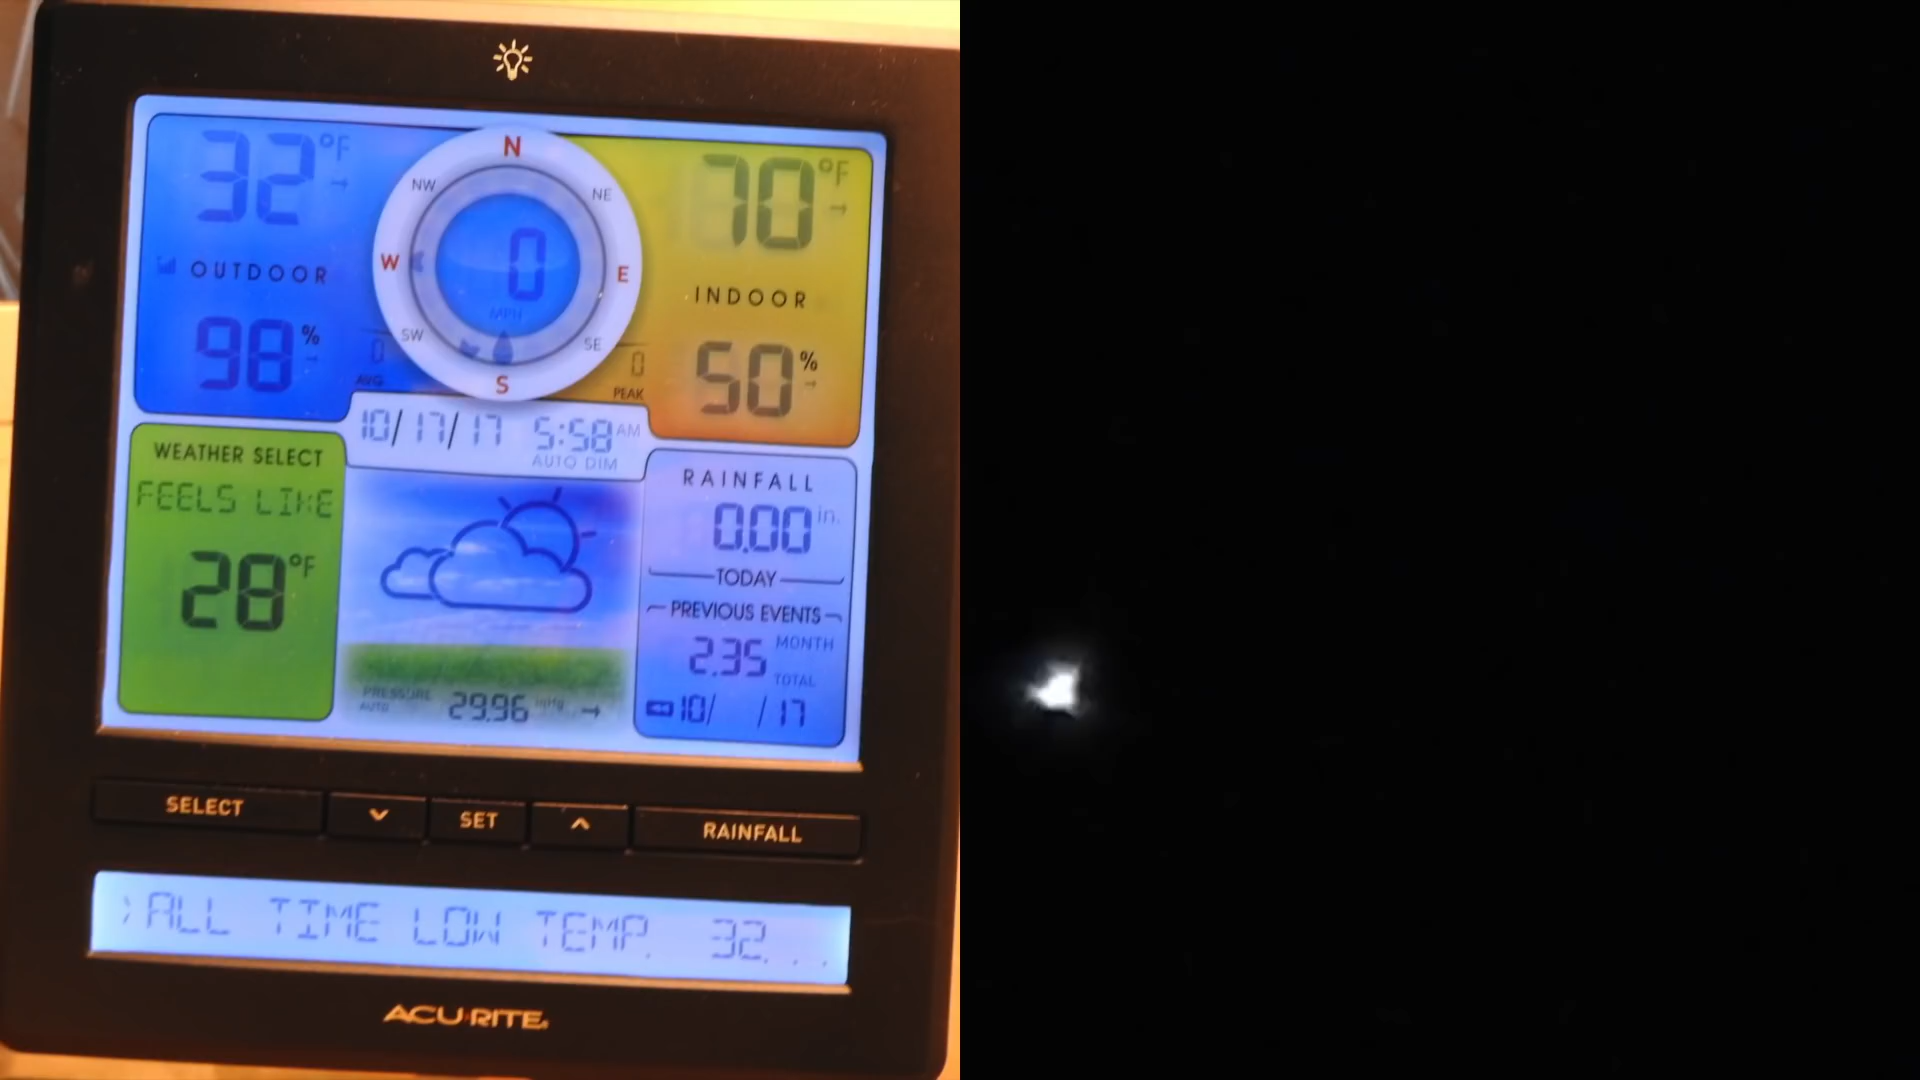 32°F
OUTDOOR
98%
N
NW
NE
W
E
SW
SE
S
0
MPH
0
AVG
0
PEAK
70°F
INDOOR
50%
10/17/17 5:58 AM
AUTO DIM
WEATHER SELECT
FEELS LIKE
28°F
PRESSURE
AUTO
29.96 inHg
RAINFALL
0.00 in.
TODAY
PREVIOUS EVENTS
2.35 MONTH
TOTAL
10/ /17
SELECT
SET
RAINFALL
ALL TIME LOW TEMP. 32...
ACU·RITE